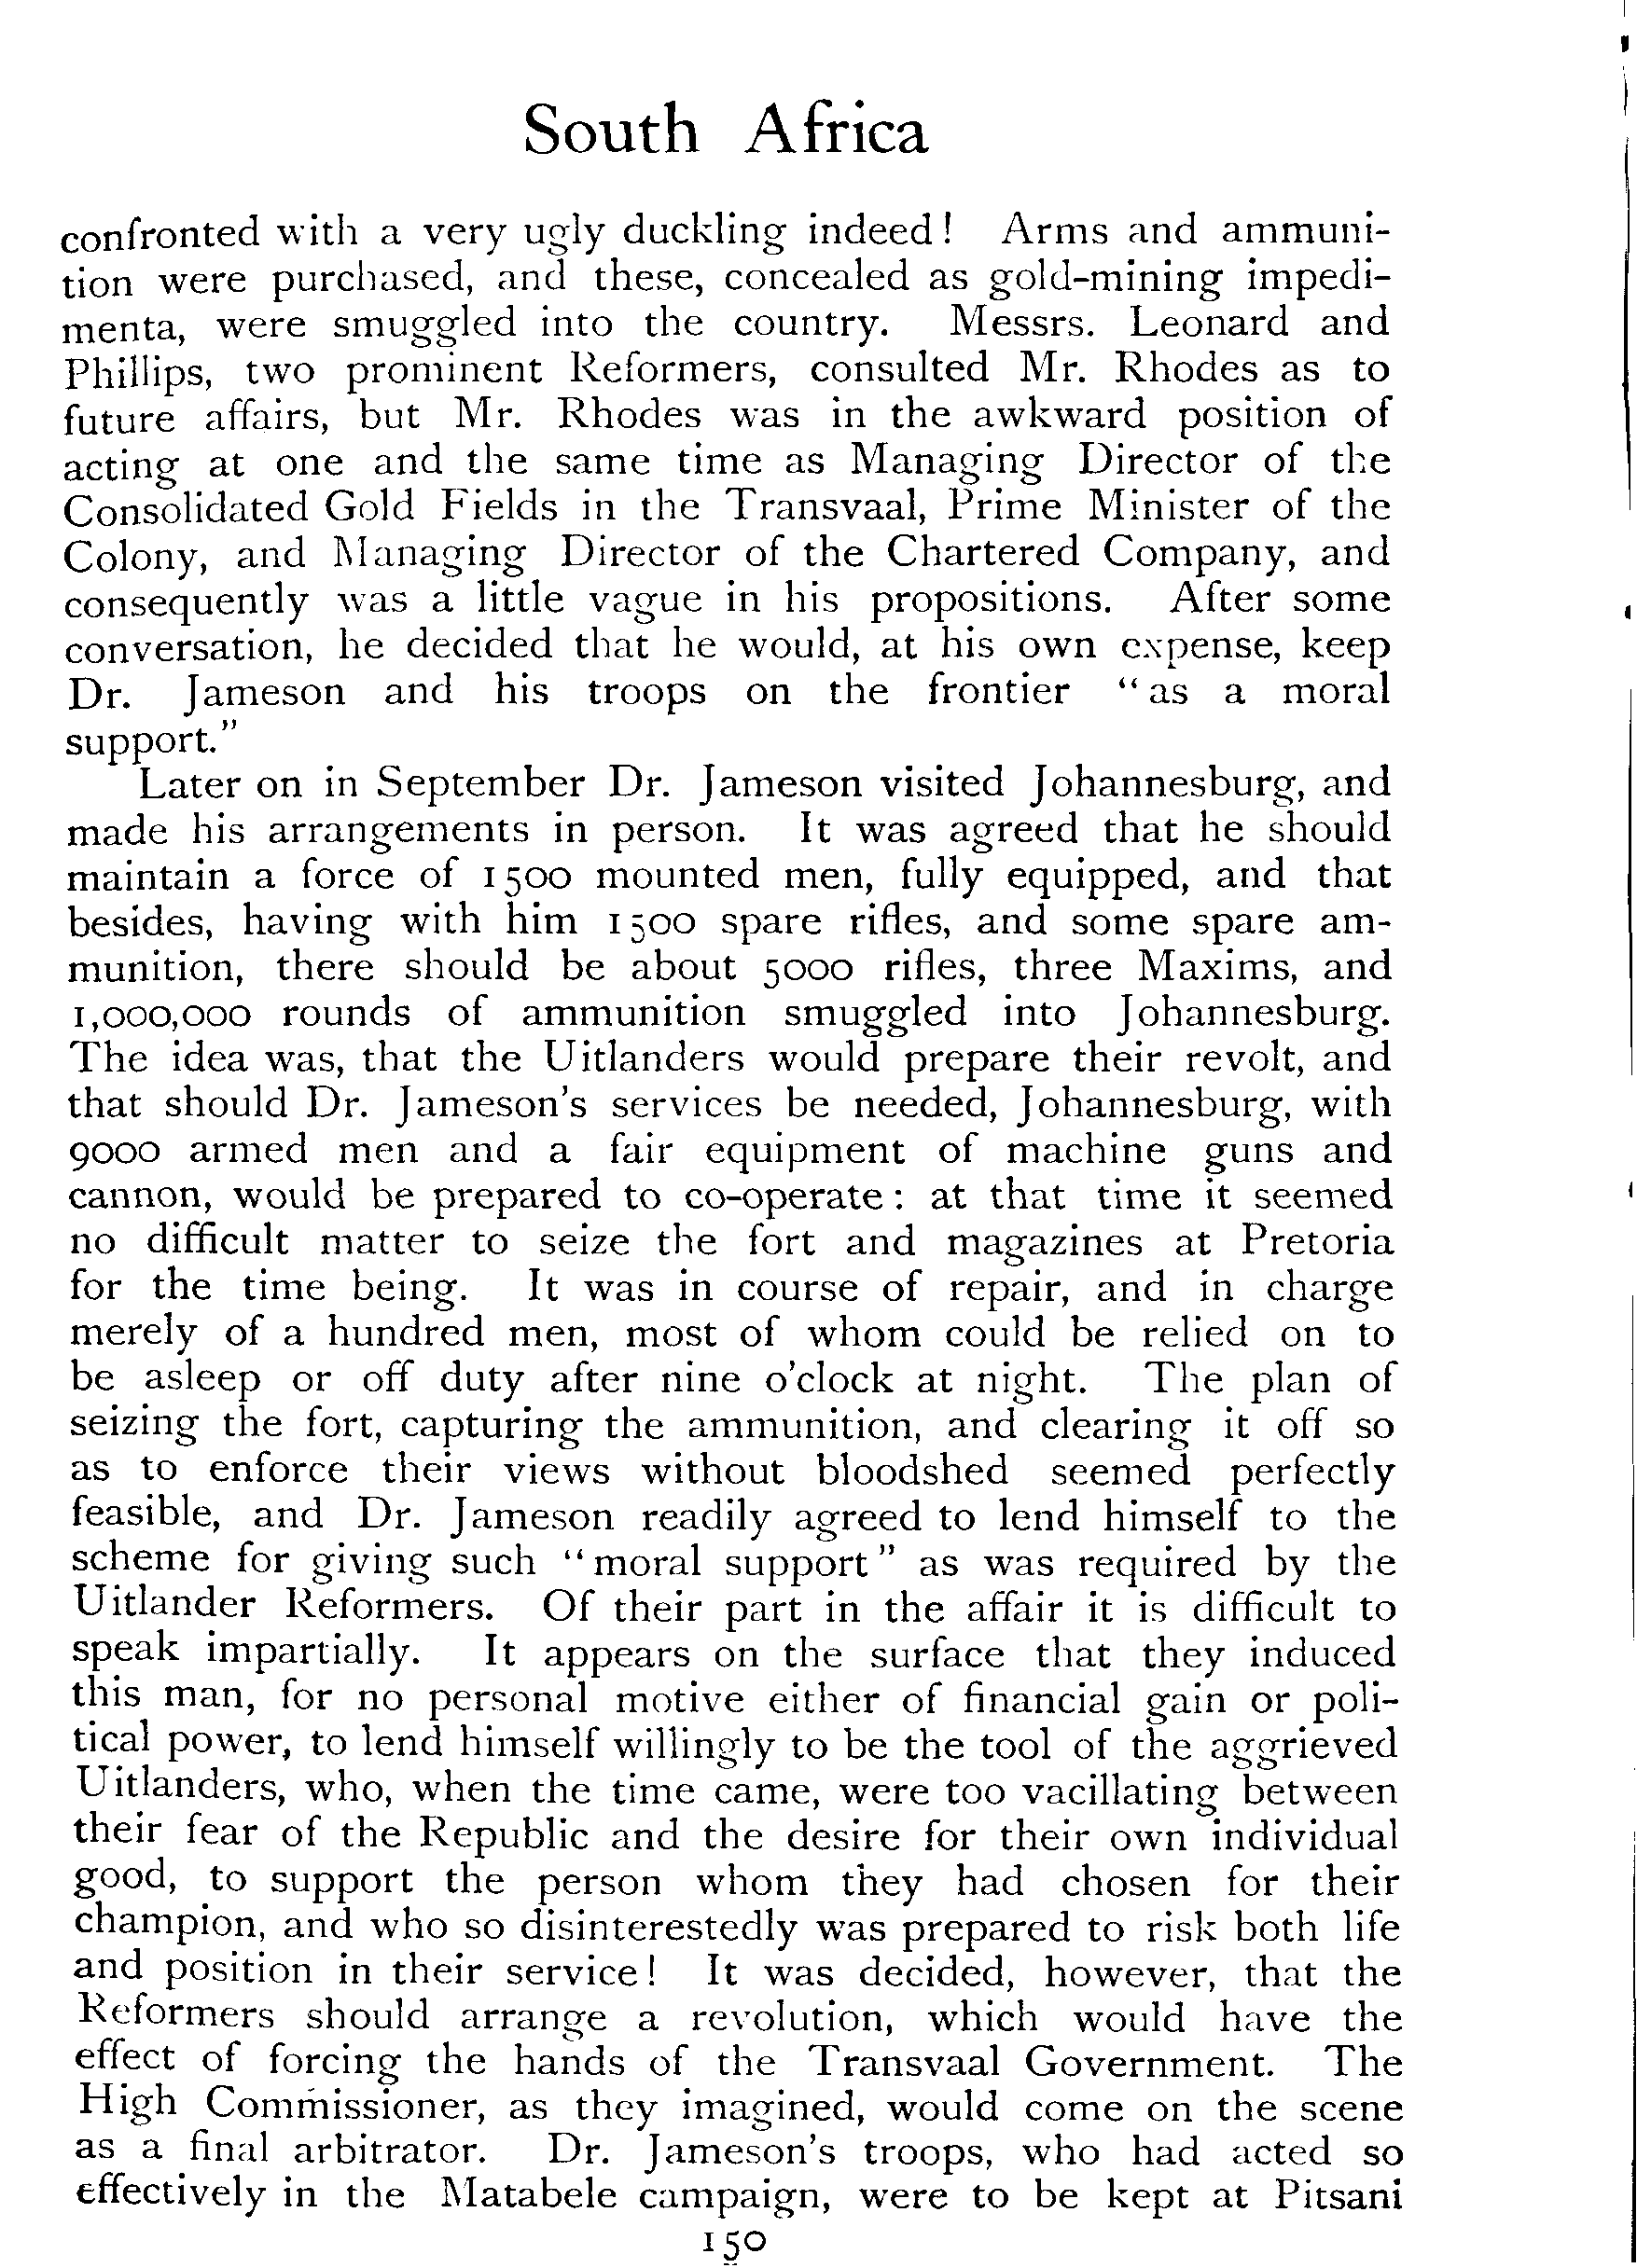 South Africa
confronted with a very ugly duckling indeed! Arms and ammuni-
tion were purchased, and these, concealed as gold-mining impedi-
menta, were smuggled into the country. Messrs. Leonard and
Phillips, two prominent Reformers, consulted Mr. Rhodes as to
future affairs, but Mr. Rhodes was in the awkward position of
acting at one and the same time as Managing Director of the
Consolidated Gold Fields in the Transvaal, Prime Minister of the
Colony, and Managing Director of the Chartered Company, and
consequently was a little vague in his propositions. After some
conversation, he decided that he would, at his own expense, keep
Dr. Jameson and his troops on the frontier "as a moral
support."
Later on in September Dr. Jameson visited Johannesburg, and
made his arrangements in person. It was agreed that he should
maintain a force of 1500 mounted men, fully equipped, and that
besides, having with him 1500 spare rifles, and some spare am-
munition, there should be about 5000 rifles, three Maxims, and
1,000,000 rounds of ammunition smuggled into Johannesburg.
The idea was, that the Uitlanders would prepare their revolt, and
that should Dr. Jameson's services be needed, Johannesburg, with
9000 armed men and a fair equipment of machine guns and
cannon, would be prepared to co-operate: at that time it seemed
no difficult matter to seize the fort and magazines at Pretoria
for the time being. It was in course of repair, and in charge
merely of a hundred men, most of whom could be relied on to
be asleep or off duty after nine o'clock at night. The plan of
seizing the fort, capturing the ammunition, and clearing it off so
as to enforce their views without bloodshed seemed perfectly
feasible, and Dr. Jameson readily agreed to lend himself to the
scheme for giving such "moral support" as was required by the
Uitlander Reformers. Of their part in the affair it is difficult to
speak impartially. It appears on the surface that they induced
this man, for no personal motive either of financial gain or poli-
tical power, to lend himself willingly to be the tool of the aggrieved
Uitlanders, who, when the time came, were too vacillating between
their fear of the Republic and the desire for their own individual
good, to support the person whom they had chosen for their
champion, and who so disinterestedly was prepared to risk both life
and position in their service! It was decided, however, that the
Reformers should arrange a revolution, which would have the
effect of forcing the hands of the Transvaal Government. The
High Commissioner, as they imagined, would come on the scene
as a final arbitrator. Dr. Jameson's troops, who had acted so
effectively in the Matabele campaign, were to be kept at Pitsani
150